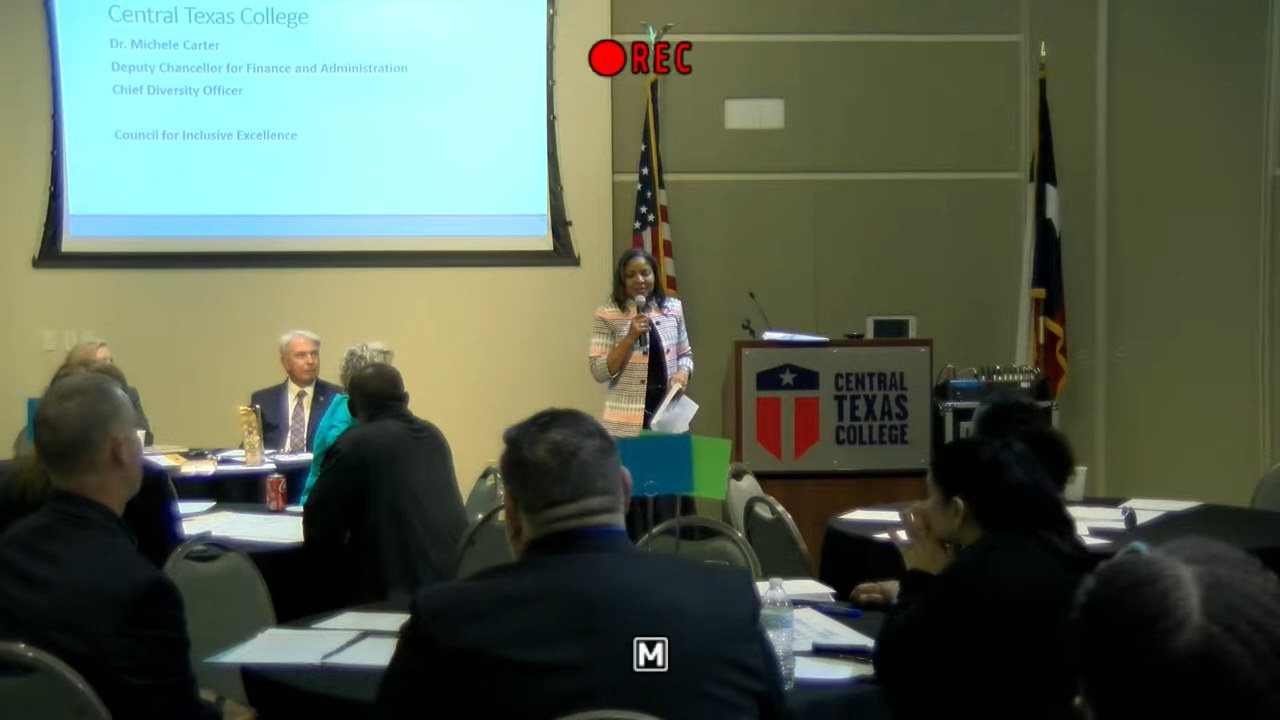 Central Texas College
Dr. Michele Carter
Deputy Chancellor for Finance and Administration
Chief Diversity Officer
Council for Inclusive Excellence
REC
CENTRAL
TEXAS
COLLEGE
M